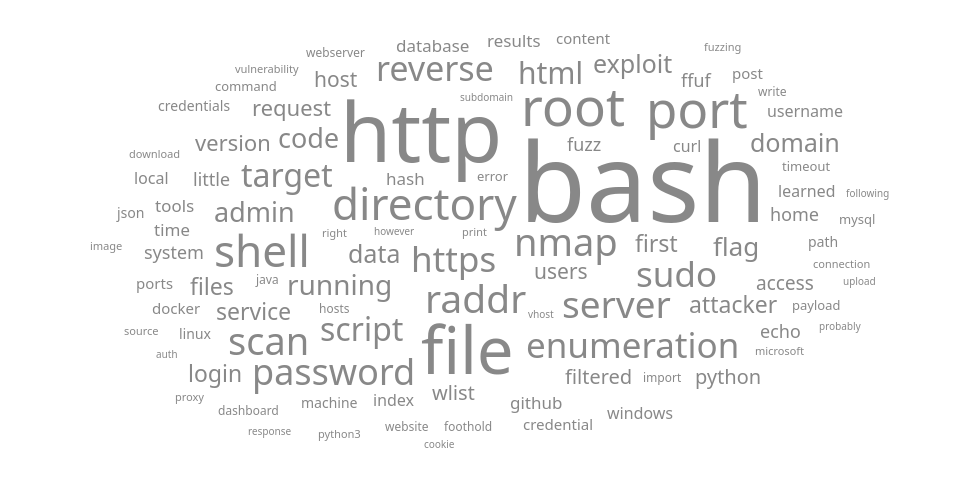 database results content fuzzing
webserver
vulnerability reverse html exploit
command host ffuf post
credentials request subdomain root port write username
http
version code fuzz curl domain
download bash timeout
local little target hash error learned following
json tools admin directory home mysql
time right however print
image system shell data https nmap first flag path
ports files java running users sudo access connection upload
docker service hosts raddr vhost server attacker payload
source linux scan script file enumeration echo probably
auth microsoft
login password filtered import python
proxy dashboard machine index wlist github windows
response python3 website foothold credential
cookie